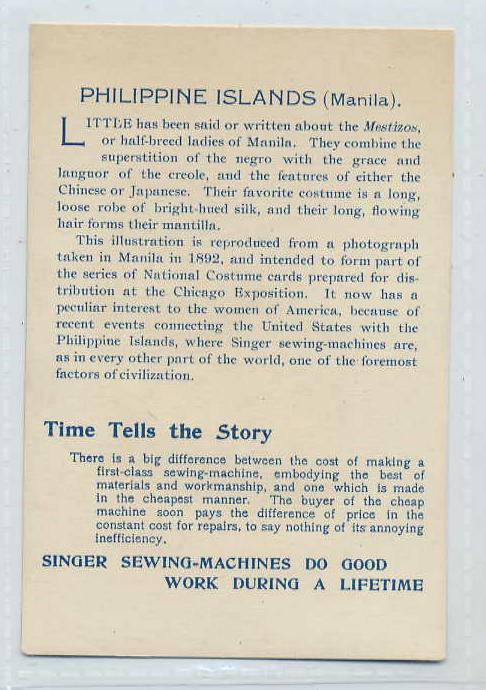 PHILIPPINE ISLANDS (Manila).
LITTLE has been said or written about the Mestizos,
or half-breed ladies of Manila. They combine the
superstition of the negro with the grace and
languor of the creole, and the features of either the
Chinese or Japanese. Their favorite costume is a long,
loose robe of bright-hued silk, and their long, flowing
hair forms their mantilla.
This illustration is reproduced from a photograph
taken in Manila in 1892, and intended to form part of
the series of National Costume cards prepared for dis-
tribution at the Chicago Exposition. It now has a
peculiar interest to the women of America, because of
recent events connecting the United States with the
Philippine Islands, where Singer sewing-machines are,
as in every other part of the world, one of the foremost
factors of civilization.
Time Tells the Story
There is a big difference between the cost of making a
first-class sewing-machine, embodying the best of
materials and workmanship, and one which is made
in the cheapest manner. The buyer of the cheap
machine soon pays the difference of price in the
constant cost for repairs, to say nothing of its annoying
inefficiency.
SINGER SEWING-MACHINES DO GOOD
WORK DURING A LIFETIME